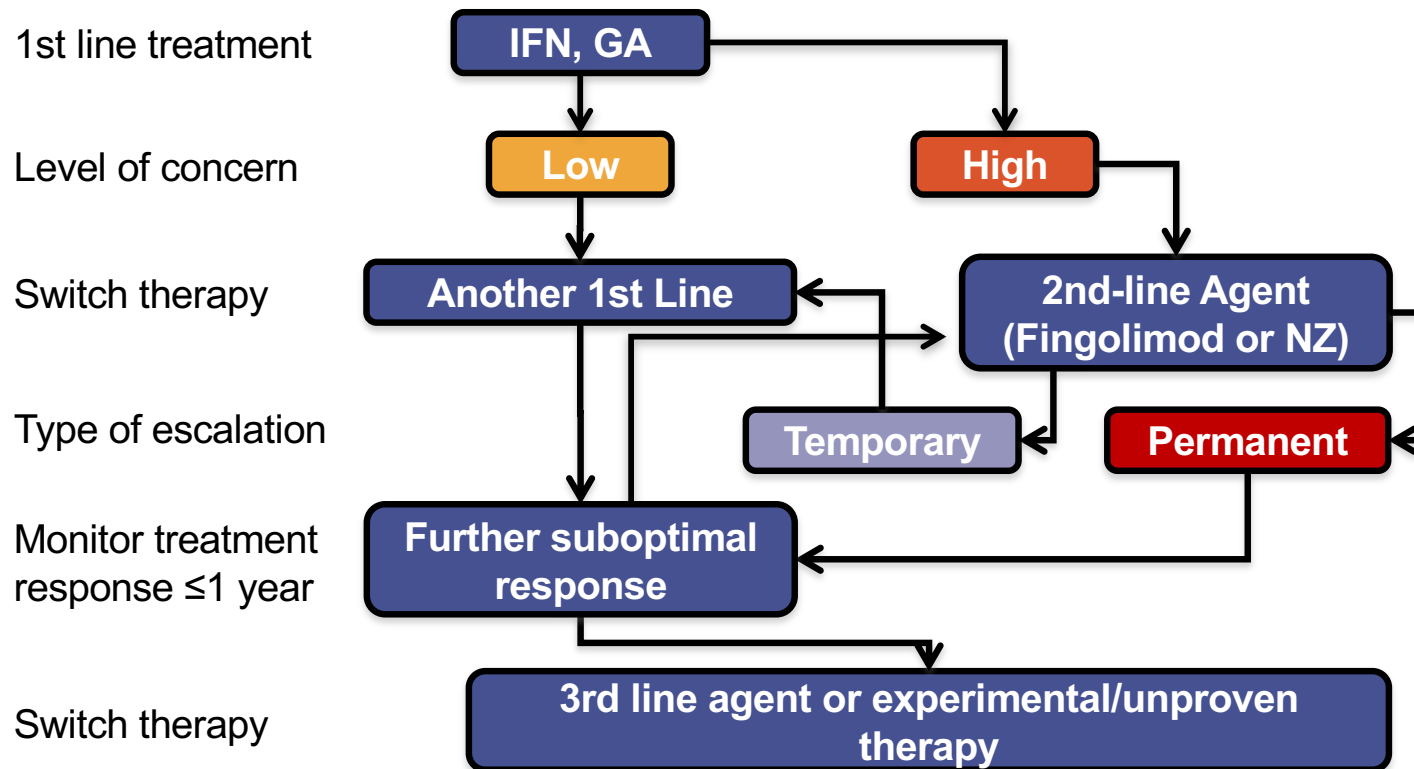 1st line treatment
IFN, GA
Level of concern
Low
High
Switch therapy
Another 1st Line
2nd-line Agent
(Fingolimod or NZ)
Type of escalation
Temporary
Permanent
Monitor treatment
response ≤1 year
Further suboptimal
response
Switch therapy
3rd line agent or experimental/unproven
therapy